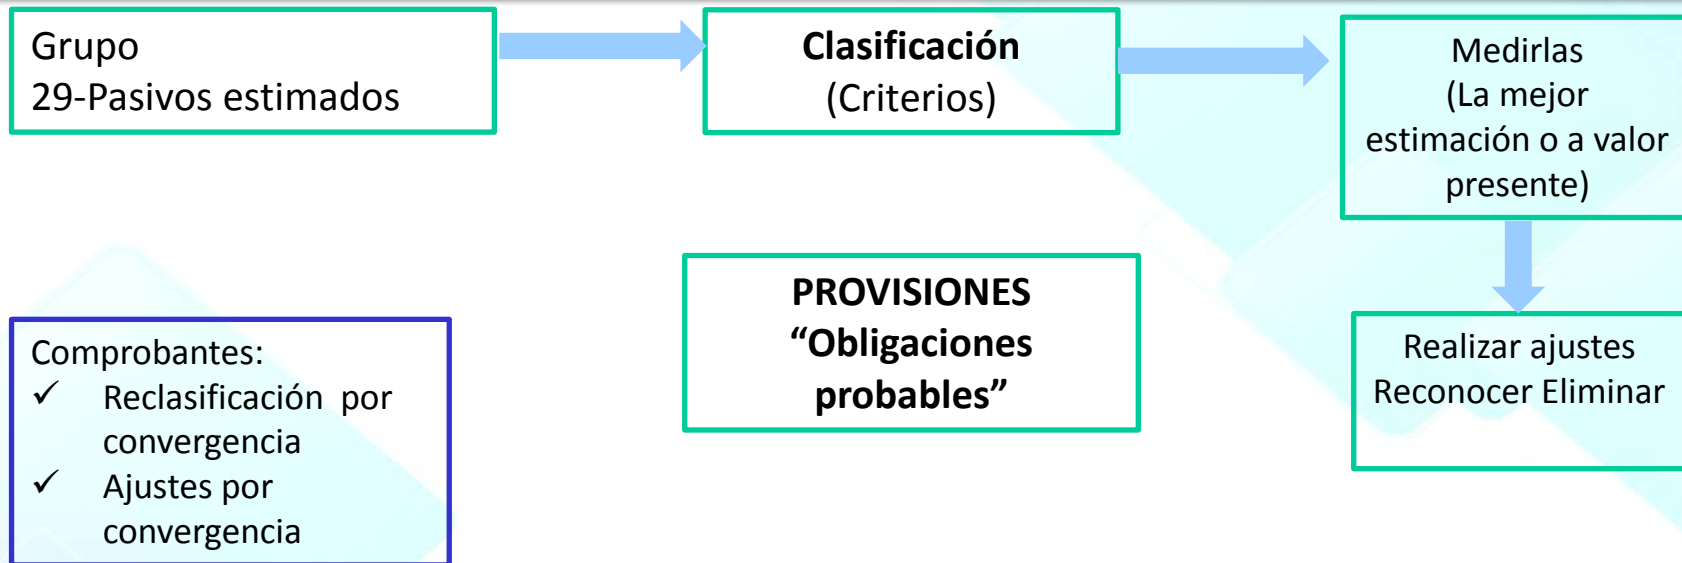 Grupo
29-Pasivos estimados
Clasificación
(Criterios)
Medirlas
(La mejor
estimación o a valor
presente)
PROVISIONES
“Obligaciones
probables”
Realizar ajustes
Reconocer Eliminar
Comprobantes:
✓ Reclasificación por
convergencia
✓ Ajustes por
convergencia